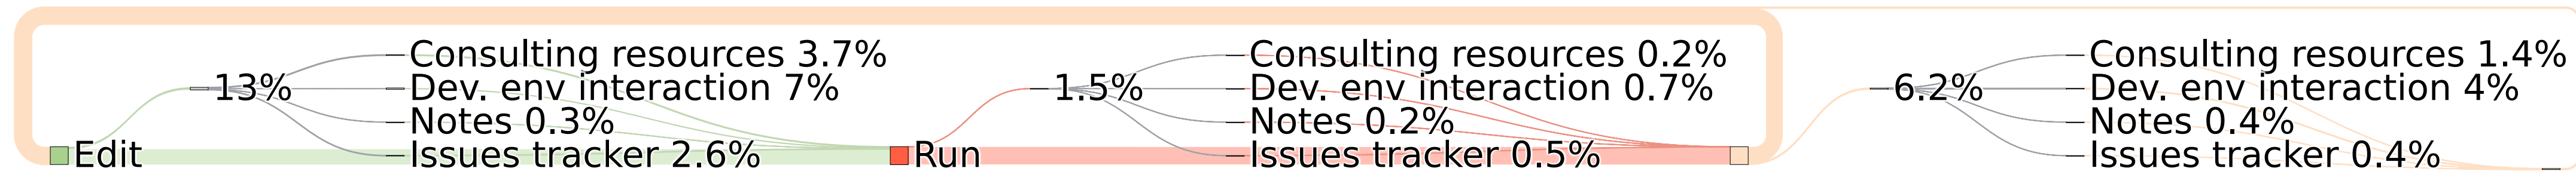 Consulting resources 3.7%
13%
Dev. env interaction 7%
Notes 0.3%
Edit
Issues tracker 2.6%
Consulting resources 0.2%
1.5%
Dev. env interaction 0.7%
Notes 0.2%
Run
Issues tracker 0.5%
Consulting resources 1.4%
6.2%
Dev. env interaction 4%
Notes 0.4%
Issues tracker 0.4%